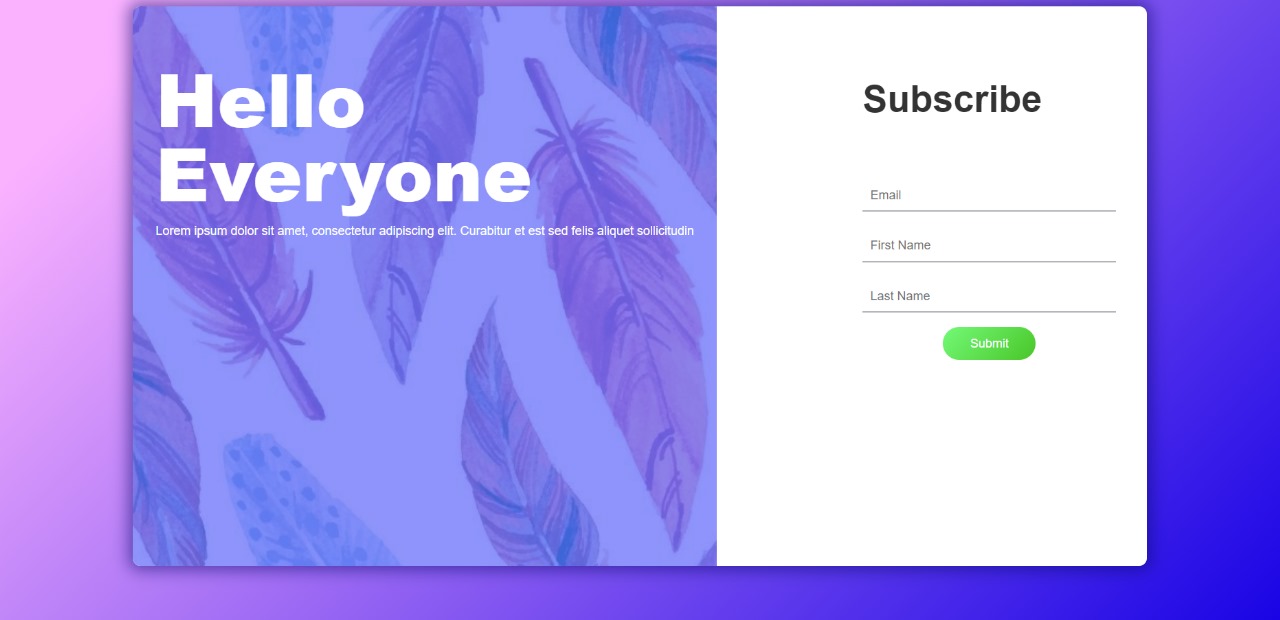 Hello
Everyone
Lorem ipsum dolor sit amet, consectetur adipiscing elit. Curabitur et est sed felis aliquet sollicitudin
Subscribe
Email
First Name
Last Name
Submit